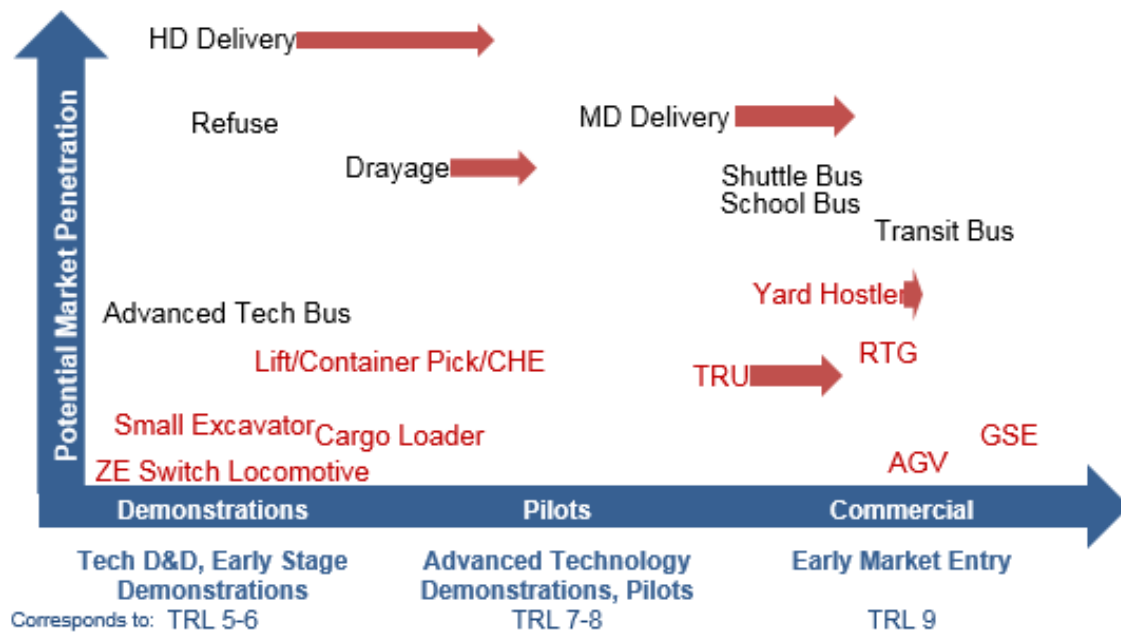 Potential Market Penetration
HD Delivery
Refuse
MD Delivery
Drayage
Shuttle Bus
School Bus
Transit Bus
Yard Hostler
Advanced Tech Bus
Lift/Container Pick/CHE
RTG
TRU
Small Excavator
Cargo Loader
GSE
AGV
ZE Switch Locomotive
Demonstrations
Pilots
Commercial
Tech D&D, Early Stage
Demonstrations
Advanced Technology
Demonstrations, Pilots
Early Market Entry
Corresponds to: TRL 5-6
TRL 7-8
TRL 9